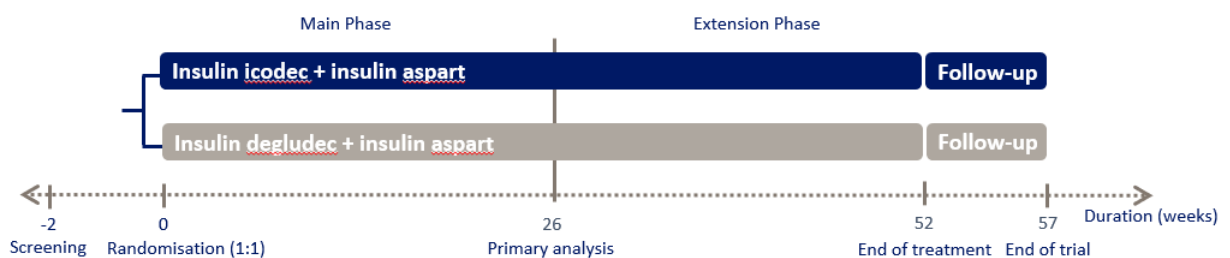 Main Phase
Extension Phase
Insulin icodec + insulin aspart
Follow-up
Insulin degludec + insulin aspart
Follow-up
-2
0
26
52
57
Duration (weeks)
Screening
Randomisation (1:1)
Primary analysis
End of treatment
End of trial